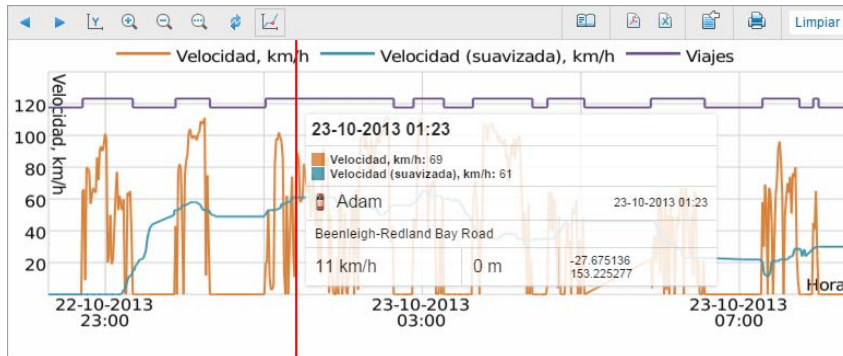 Limpiar
Velocidad, km/h Velocidad (suavizada), km/h Viajes
Velocidad, km/h
120
100
80
60
40
20
23-10-2013 01:23
Velocidad, km/h: 69
Velocidad (suavizada), km/h: 61
Adam 23-10-2013 01:23
Beenleigh-Redland Bay Road
11 km/h 0 m -27.675136
153.225277
Hora
22-10-2013 23-10-2013 23-10-2013
23:00 03:00 07:00